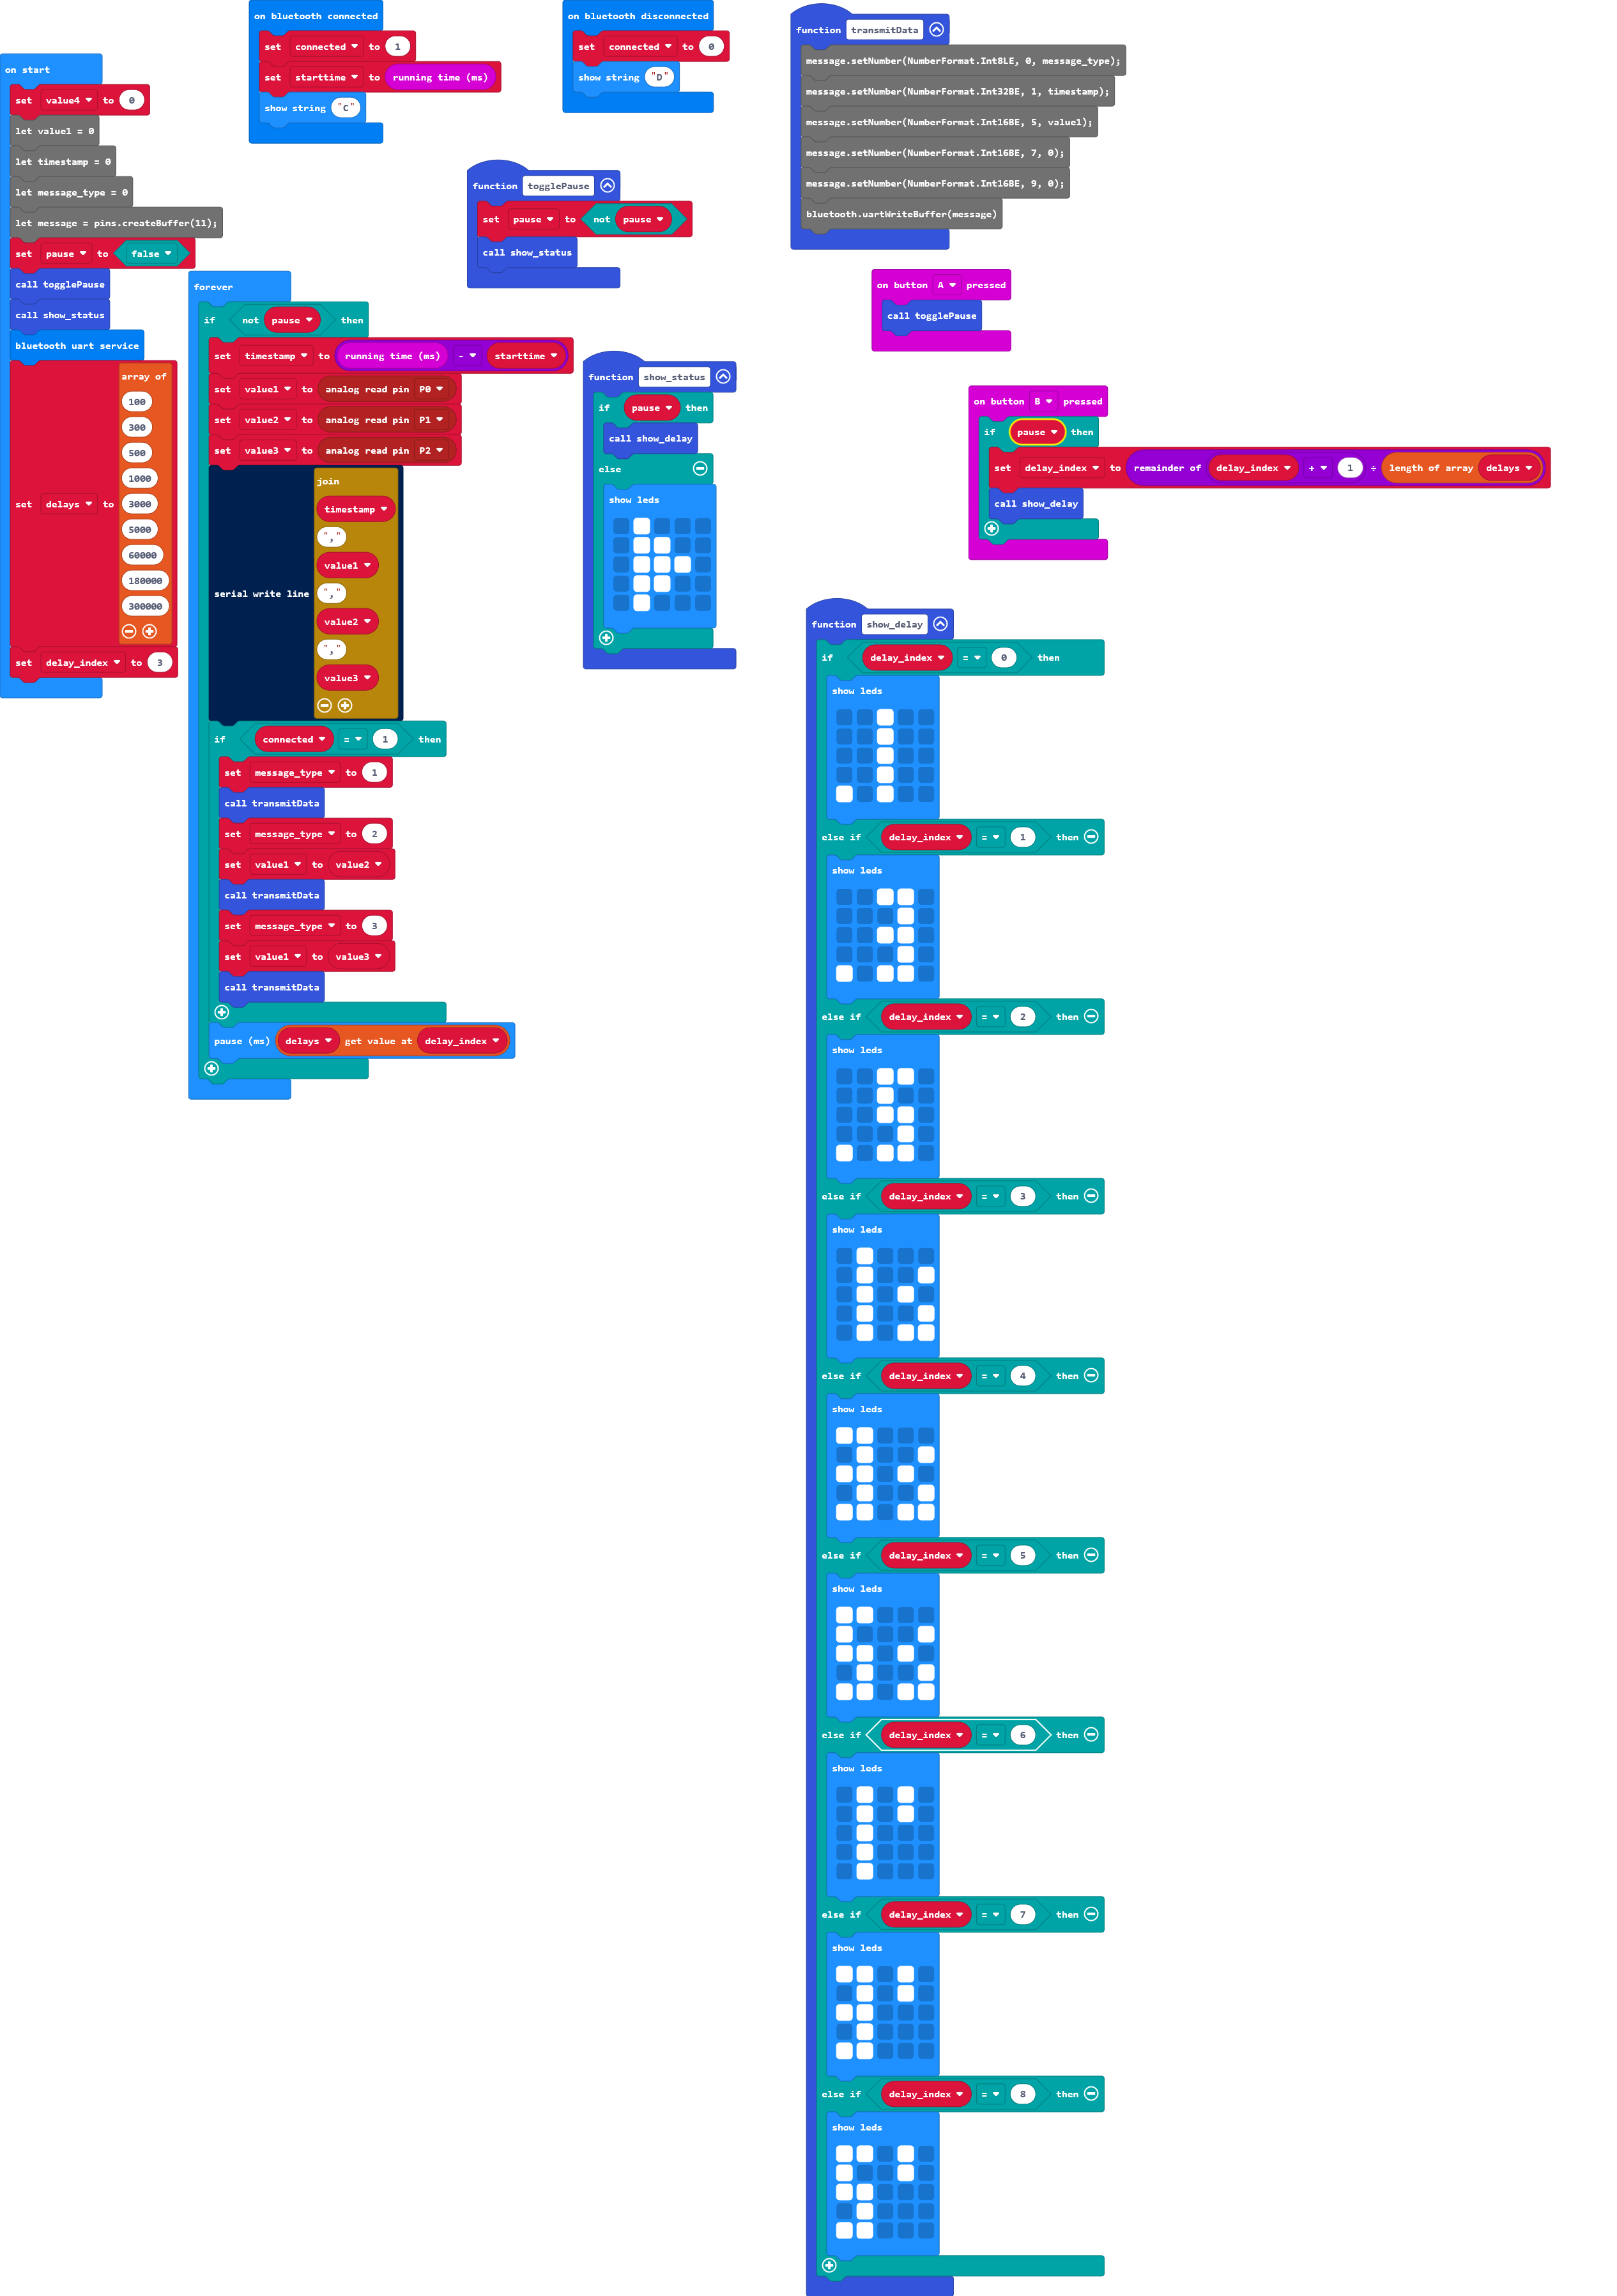 on start
set value4 to 0
let value1 = 0
let timestamp = 0
let message_type = 0
let message = pins.createBuffer(11);
set pause to false
call togglePause
call show_status
bluetooth uart service
set delays to array of
100
300
500
1000
3000
5000
60000
180000
300000
set delay_index to 3
on bluetooth connected
set connected to 1
set starttime to running time (ms)
show string "C"
on bluetooth disconnected
set connected to 0
show string "D"
function transmitData
message.setNumber(NumberFormat.Int8LE, 0, message_type);
message.setNumber(NumberFormat.Int32BE, 1, timestamp);
message.setNumber(NumberFormat.Int16BE, 5, value1);
message.setNumber(NumberFormat.Int16BE, 7, 0);
message.setNumber(NumberFormat.Int16BE, 9, 0);
bluetooth.uartWriteBuffer(message)
function togglePause
set pause to not pause
call show_status
forever
if not pause then
set timestamp to running time (ms) - starttime
set value1 to analog read pin P0
set value2 to analog read pin P1
set value3 to analog read pin P2
serial write line join
timestamp
","
value1
","
value2
","
value3
if connected = 1 then
set message_type to 1
call transmitData
set message_type to 2
set value1 to value2
call transmitData
set message_type to 3
set value1 to value3
call transmitData
pause (ms) delays get value at delay_index
function show_status
if pause then
call show_delay
else
show leds
on button A pressed
call togglePause
on button B pressed
if pause then
set delay_index to remainder of delay_index + 1 ÷ length of array delays
call show_delay
function show_delay
if delay_index = 0 then
show leds
else if delay_index = 1 then
show leds
else if delay_index = 2 then
show leds
else if delay_index = 3 then
show leds
else if delay_index = 4 then
show leds
else if delay_index = 5 then
show leds
else if delay_index = 6 then
show leds
else if delay_index = 7 then
show leds
else if delay_index = 8 then
show leds